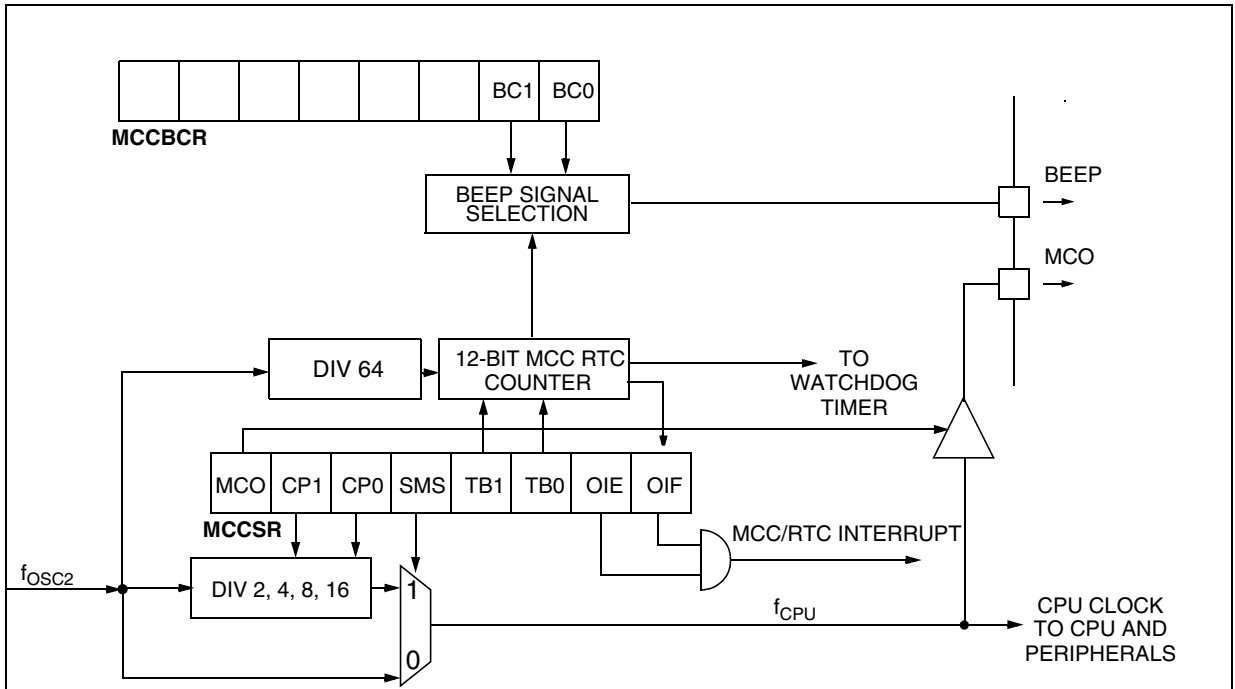 BC1 BC0
MCCBCR
BEEP SIGNAL
SELECTION
BEEP
MCO
DIV 64
12-BIT MCC RTC
COUNTER
TO
WATCHDOG
TIMER
MCO CP1 CP0 SMS TB1 TB0 OIE OIF
MCCSR
MCC/RTC INTERRUPT
fOSC2
DIV 2, 4, 8, 16
1
0
fCPU
CPU CLOCK
TO CPU AND
PERIPHERALS